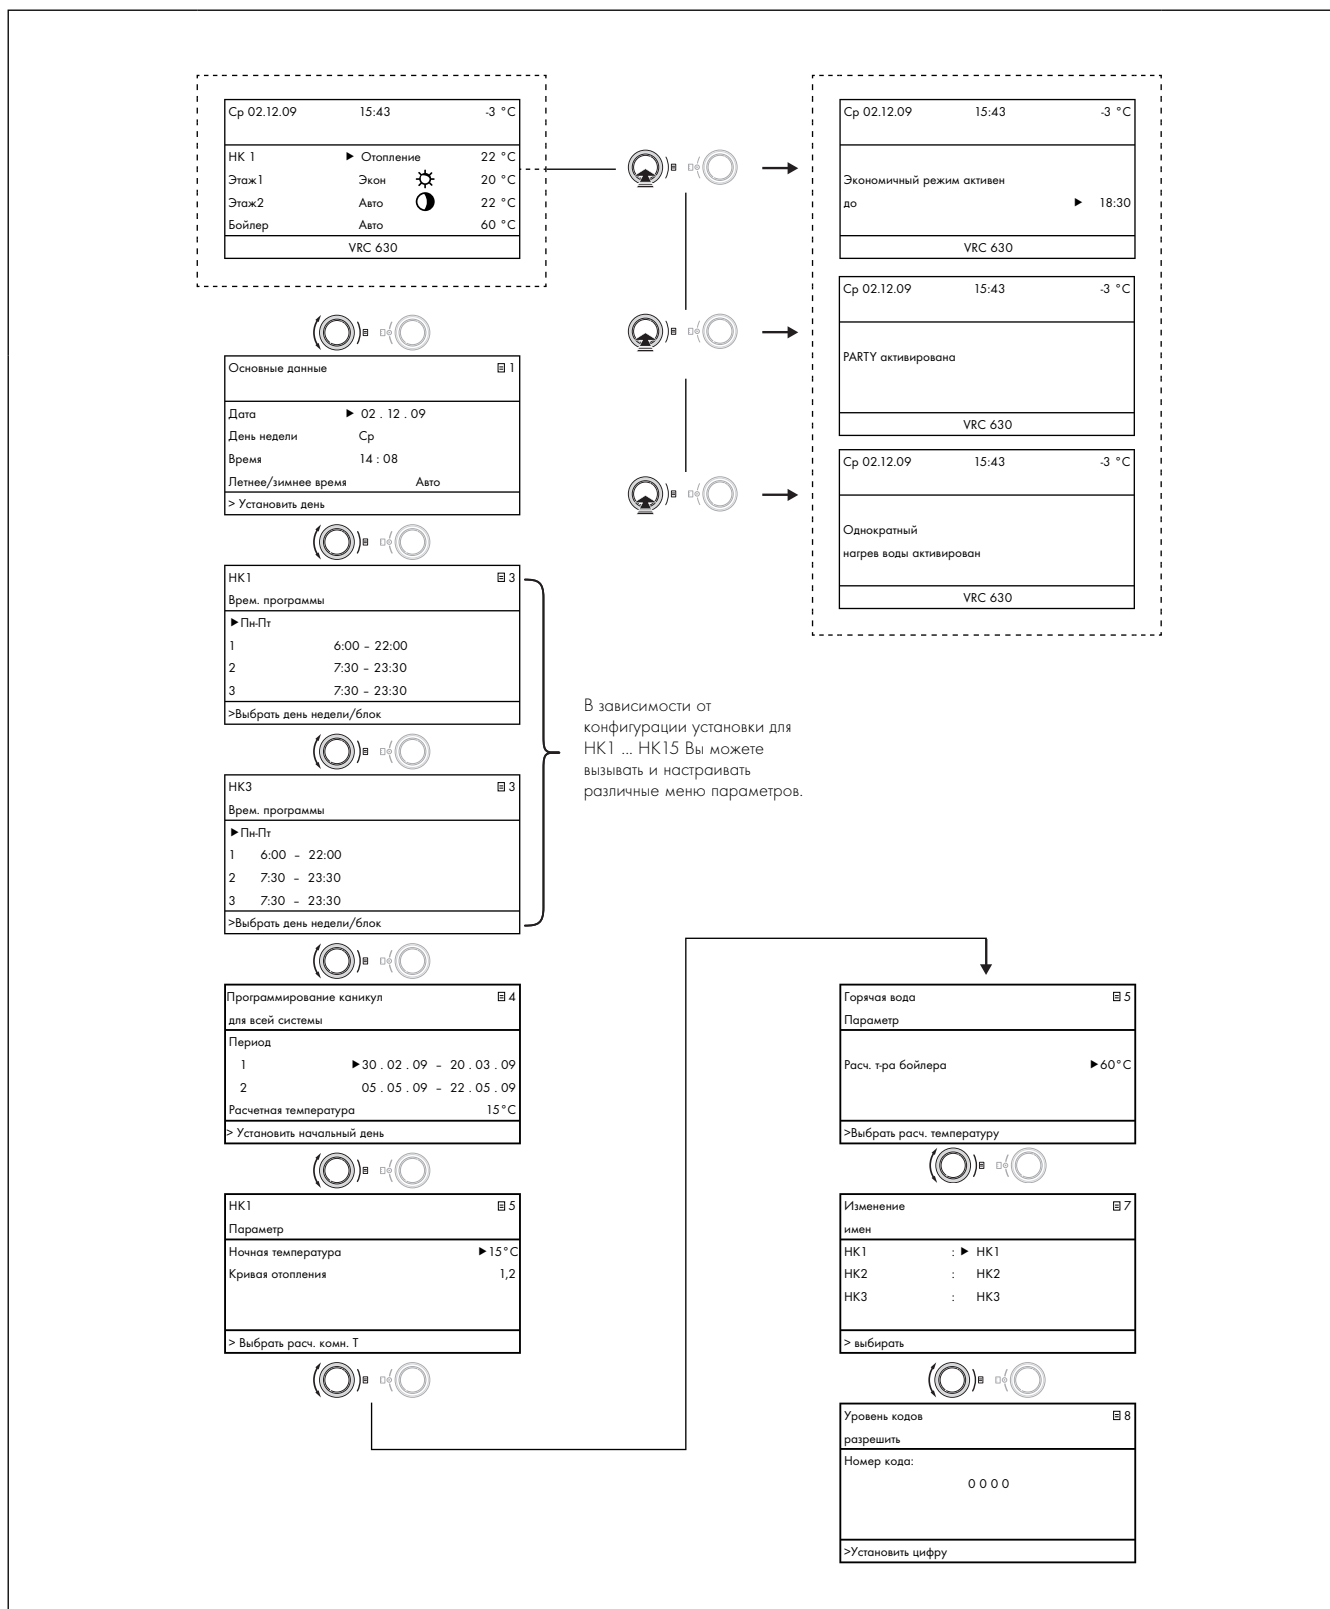 Ср 02.12.09 15:43 -3 °C
НК 1 ▶ Отопление 22 °C
Этаж1 Экон 20 °C
Этаж2 Авто 22 °C
Бойлер Авто 60 °C
VRC 630
Основные данные 1
Дата ▶ 02 . 12 . 09
День недели Ср
Время 14 : 08
Летнее/зимнее время Авто
> Установить день
НК1 3
Врем. программы
▶Пн-Пт
1 6:00 – 22:00
2 7:30 – 23:30
3 7:30 – 23:30
>Выбрать день недели/блок
НК3 3
Врем. программы
▶Пн-Пт
1 6:00 – 22:00
2 7:30 – 23:30
3 7:30 – 23:30
>Выбрать день недели/блок
В зависимости от
конфигурации установки для
НК1 ... НК15 Вы можете
вызывать и настраивать
различные меню параметров.
Программирование каникул 4
для всей системы
Период
1 ▶30 . 02 . 09 – 20 . 03 . 09
2 05 . 05 . 09 – 22 . 05 . 09
Расчетная температура 15°C
> Установить начальный день
НК1 5
Параметр
Ночная температура ▶15°C
Кривая отопления 1,2
> Выбрать расч. комн. Т
Ср 02.12.09 15:43 -3 °C
Экономичный режим активен
до ▶ 18:30
VRC 630
Ср 02.12.09 15:43 -3 °C
PARTY активирована
VRC 630
Ср 02.12.09 15:43 -3 °C
Однократный
нагрев воды активирован
VRC 630
Горячая вода 5
Параметр
Расч. т-ра бойлера ▶60°C
>Выбрать расч. температуру
Изменение 7
имен
НК1 : ▶ НК1
НК2 : НК2
НК3 : НК3
> выбирать
Уровень кодов 8
разрешить
Номер кода:
0 0 0 0
>Установить цифру